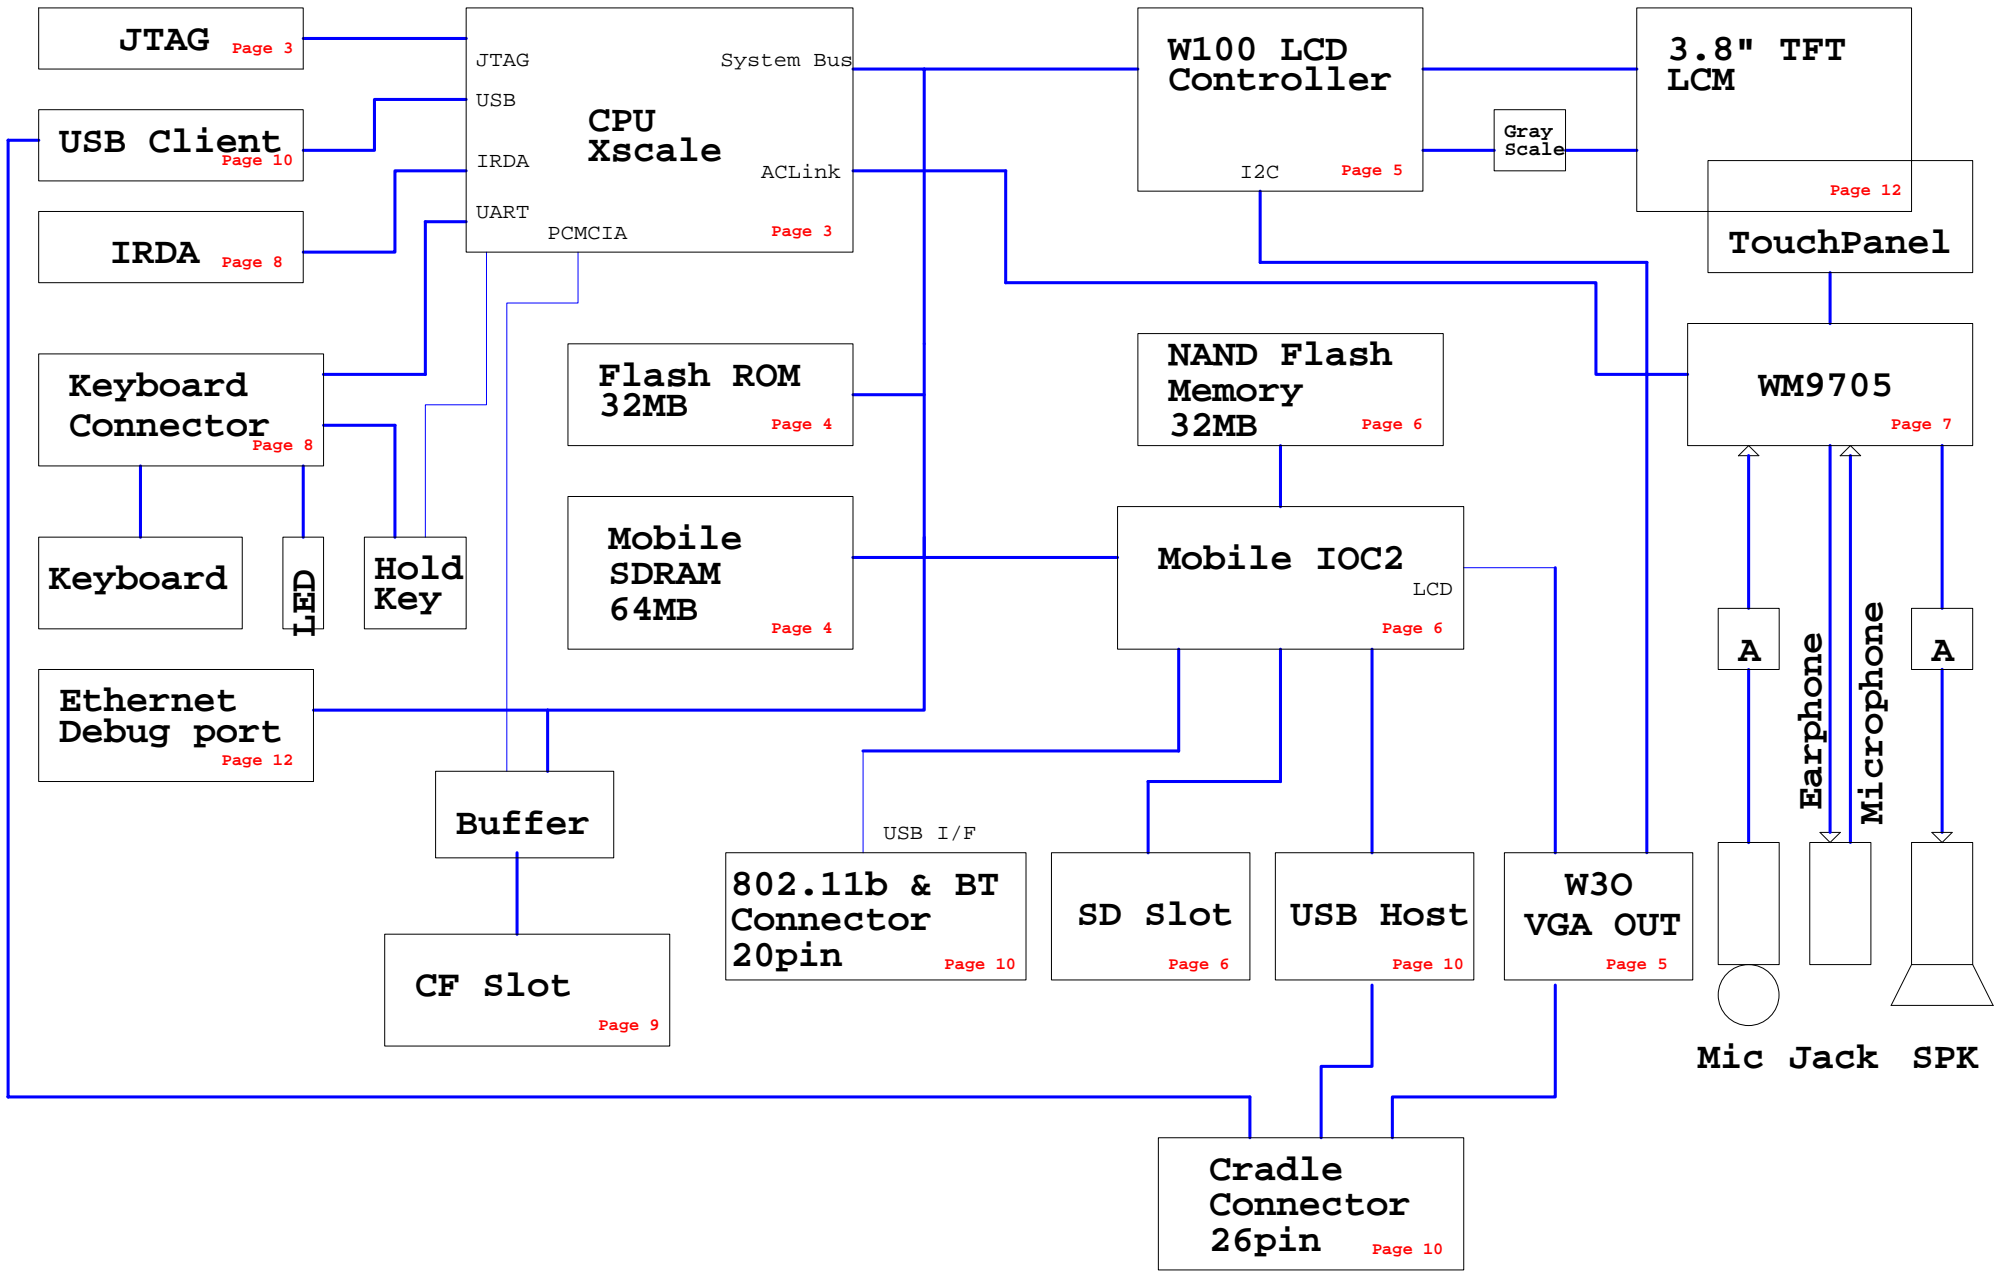 JTAG Page 3
USB Client
Page 10
IRDA Page 8
JTAG
System Bus
USB
CPU
Xscale
IRDA
ACLink
UART
PCMCIA
Page 3
W100 LCD
Controller
I2C
Page 5
Gray
Scale
3.8" TFT
LCM
Page 12
TouchPanel
Keyboard
Connector
Page 8
Keyboard
LED
Hold
Key
Flash ROM
32MB
Page 4
Mobile
SDRAM
64MB
Page 4
NAND Flash
Memory
32MB
Page 6
Mobile IOC2
LCD
Page 6
WM9705
Page 7
A
Earphone
Microphone
A
Ethernet
Debug port
Page 12
Buffer
CF Slot
Page 9
USB I/F
802.11b & BT
Connector
20pin
Page 10
SD Slot
Page 6
USB Host
Page 10
W3O
VGA OUT
Page 5
Mic Jack SPK
Cradle
Connector
26pin
Page 10